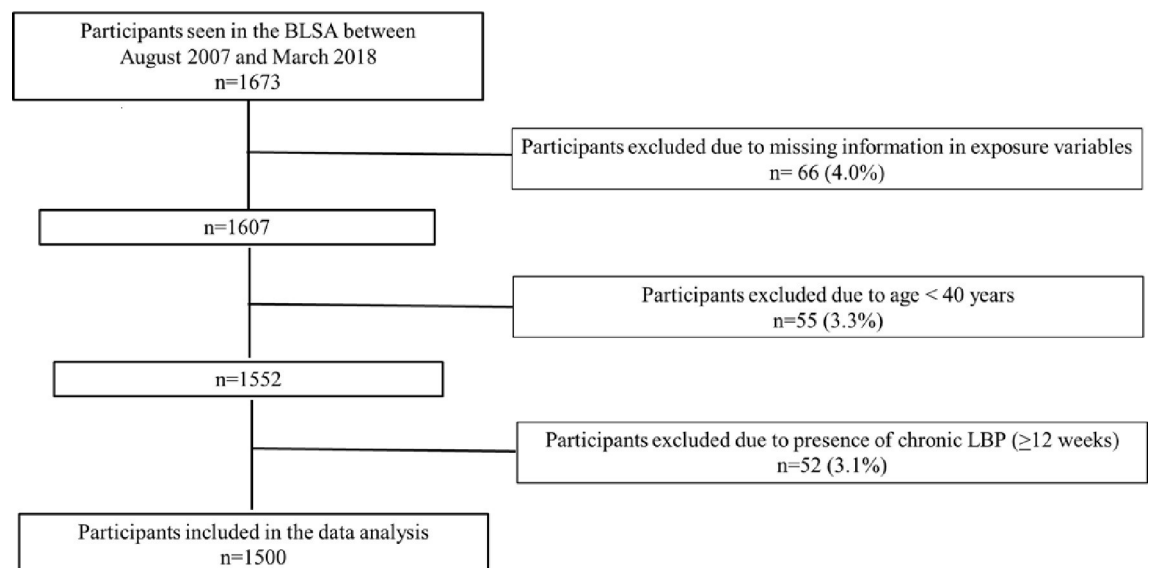 Participants seen in the BLSA between
August 2007 and March 2018
n=1673
Participants excluded due to missing information in exposure variables
n= 66 (4.0%)
n=1607
Participants excluded due to age < 40 years
n=55 (3.3%)
n=1552
Participants excluded due to presence of chronic LBP (≥12 weeks)
n=52 (3.1%)
Participants included in the data analysis
n=1500